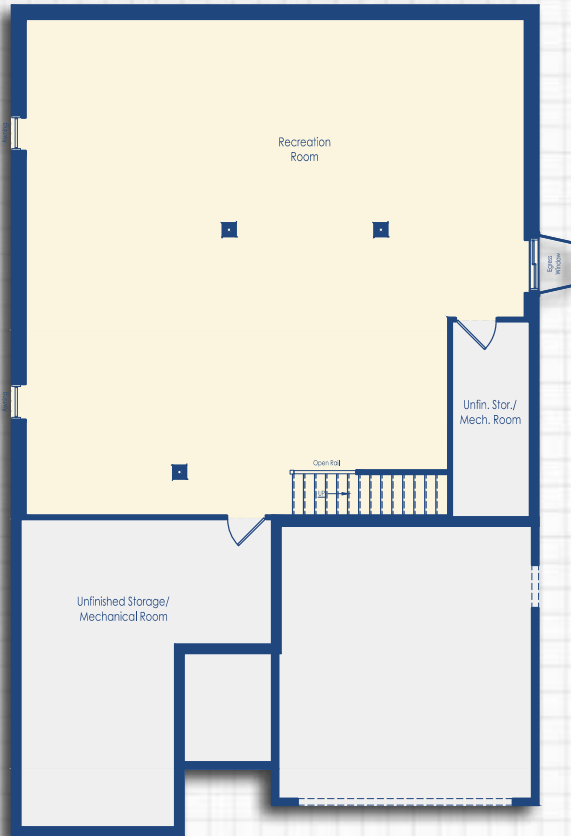 Recreation
Room
Egress
Window
Unfin. Stor./
Mech. Room
Open Rail
Unfinished Storage/
Mechanical Room